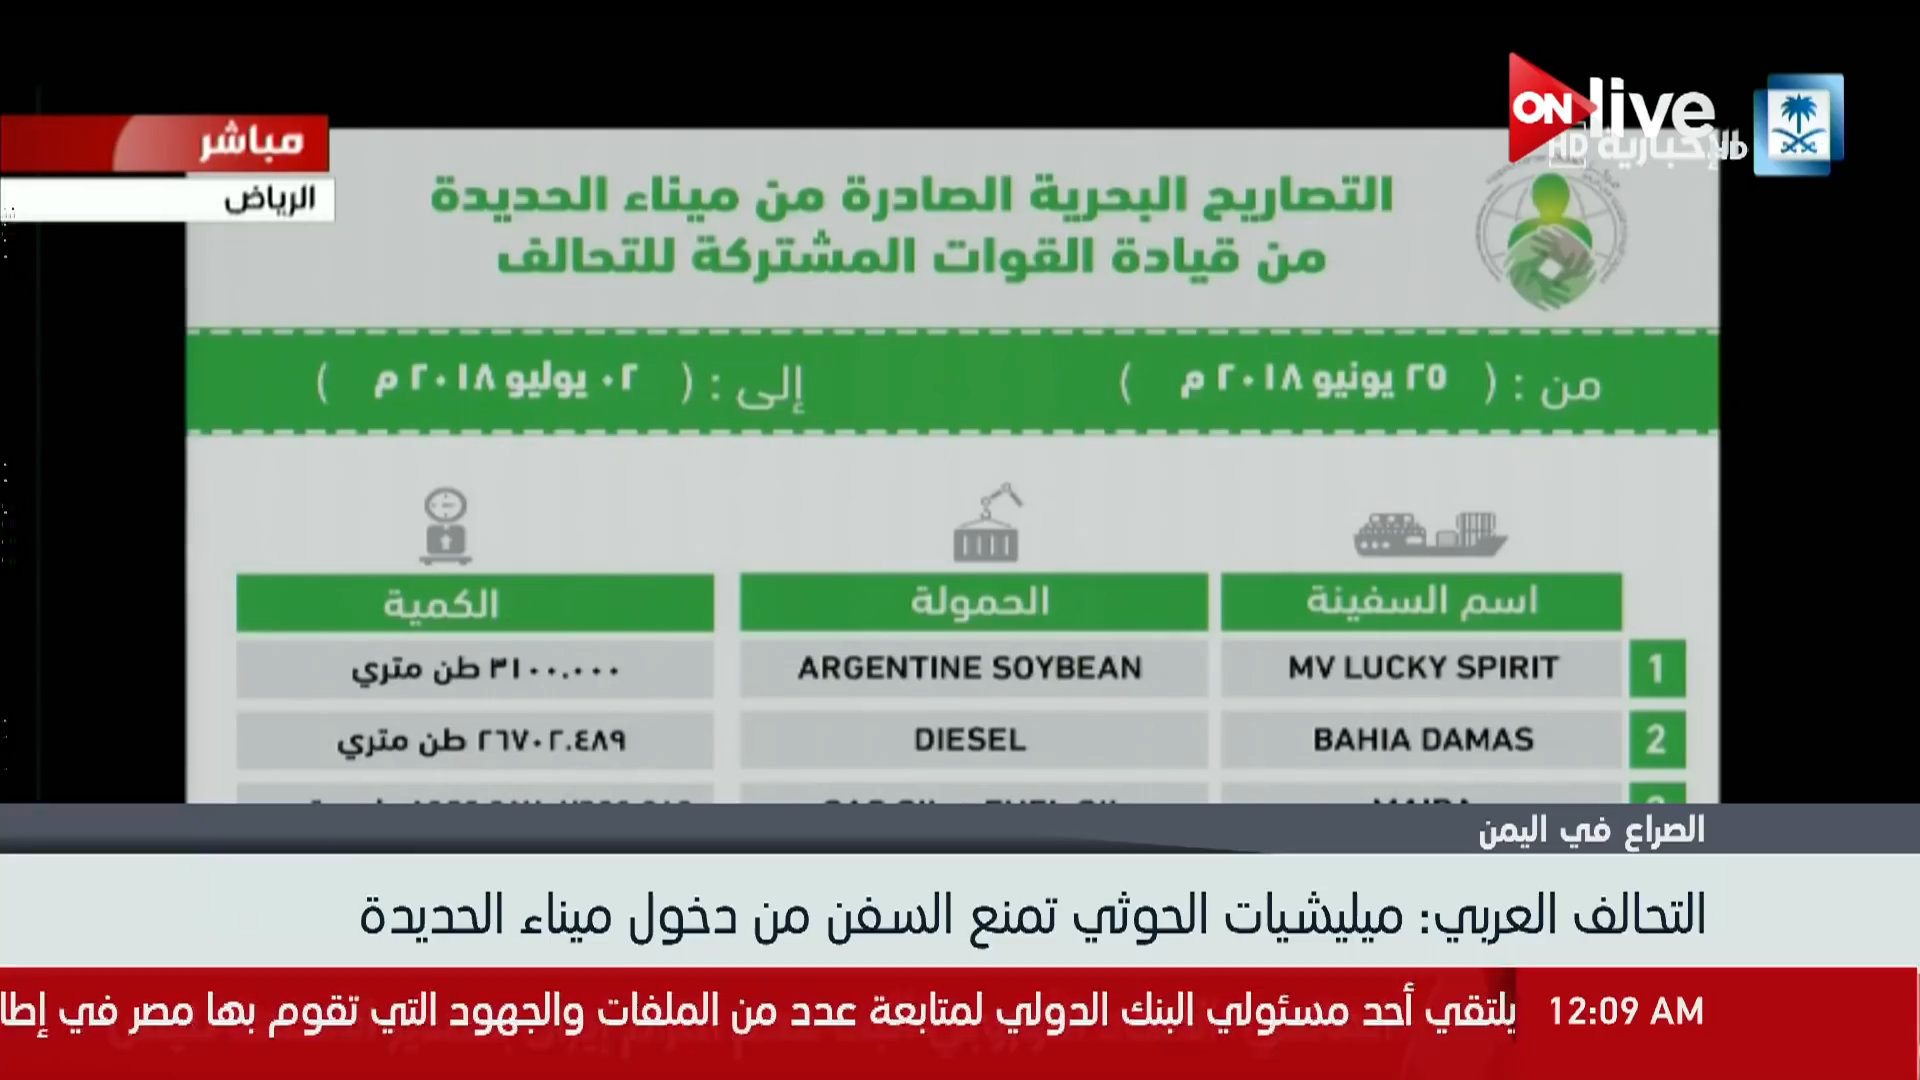 ON live
الإخبارية HD
مباشر
الرياض
التصاريح البحرية الصادرة من ميناء الحديدة
من قيادة القوات المشتركة للتحالف
من : ( ٢٥ يونيو ٢٠١٨ م ) إلى : ( ٠٢ يوليو ٢٠١٨ م )
اسم السفينة الحمولة الكمية
1 MV LUCKY SPIRIT ARGENTINE SOYBEAN ٣١٠٠.٠٠٠ طن متري
2 BAHIA DAMAS DIESEL ٢٦٧٠٢.٤٨٩ طن متري
الصراع في اليمن
التحالف العربي: ميليشيات الحوثي تمنع السفن من دخول ميناء الحديدة
12:09 AM يلتقي أحد مسئولي البنك الدولي لمتابعة عدد من الملفات والجهود التي تقوم بها مصر في إطا